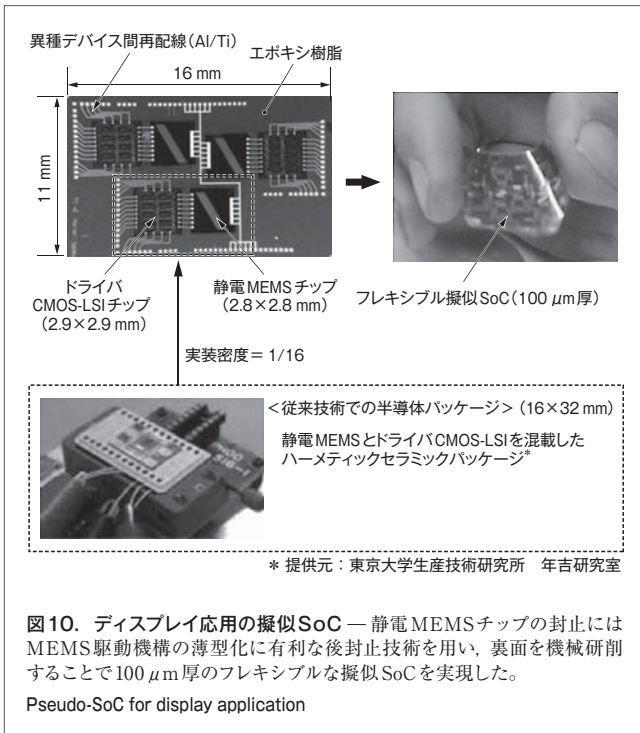 異種デバイス間再配線（Al/Ti）
エポキシ樹脂
16 mm
11 mm
ドライバ
CMOS-LSIチップ
（2.9×2.9 mm）
静電MEMSチップ
（2.8×2.8 mm）
フレキシブル擬似SoC（100 μm厚）
実装密度＝1/16
＜従来技術での半導体パッケージ＞（16×32 mm）
静電MEMSとドライバCMOS-LSIを混載した
ハーメティックセラミックパッケージ*
＊ 提供元：東京大学生産技術研究所　年吉研究室
図10．ディスプレイ応用の擬似SoC — 静電MEMSチップの封止には
MEMS駆動機構の薄型化に有利な後封止技術を用い，裏面を機械研削
することで100 μm厚のフレキシブルな擬似SoCを実現した。
Pseudo-SoC for display application